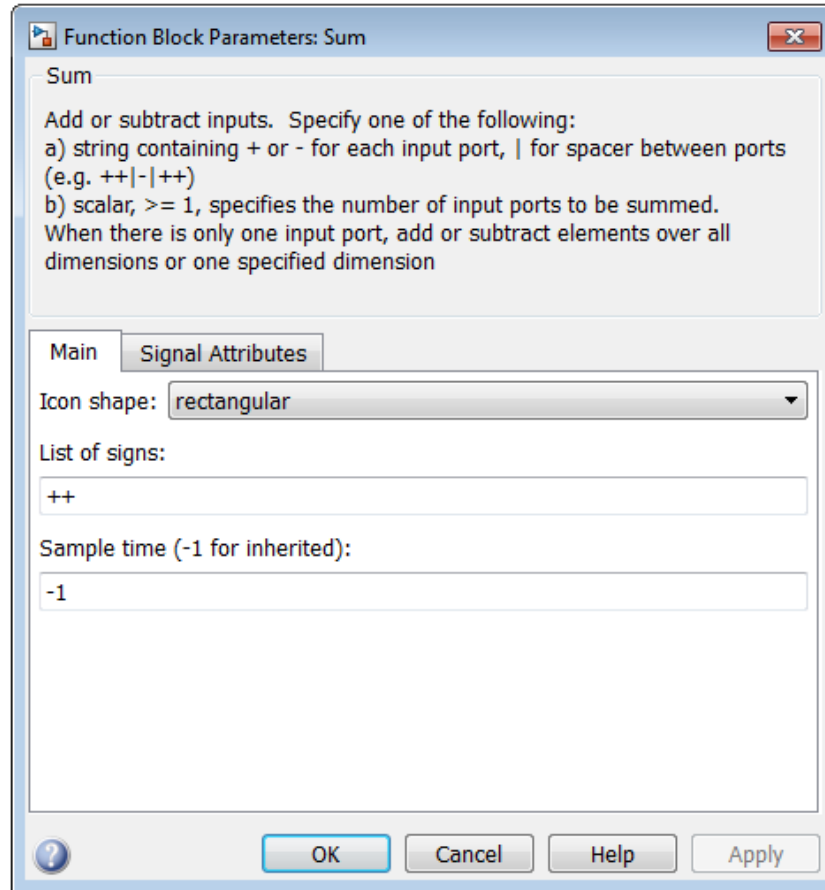 Function Block Parameters: Sum
Sum
Add or subtract inputs.  Specify one of the following:
a) string containing + or - for each input port, | for spacer between ports
(e.g. ++|-|++)
b) scalar, >= 1, specifies the number of input ports to be summed.
When there is only one input port, add or subtract elements over all
dimensions or one specified dimension
Main
Signal Attributes
Icon shape: rectangular
List of signs:
++
Sample time (-1 for inherited):
-1
?
OK
Cancel
Help
Apply